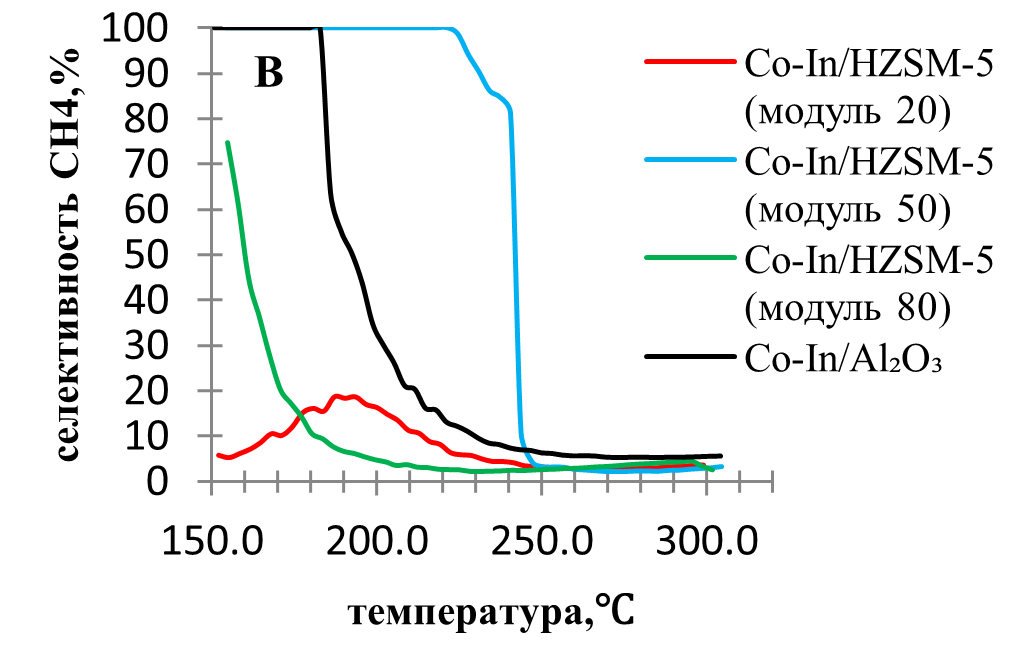 селективность CH4,%
100
90
80
70
60
50
40
30
20
10
0
В
150.0 200.0 250.0 300.0
температура,°С
Co-In/HZSM-5
(модуль 20)
Co-In/HZSM-5
(модуль 50)
Co-In/HZSM-5
(модуль 80)
Co-In/Al₂O₃